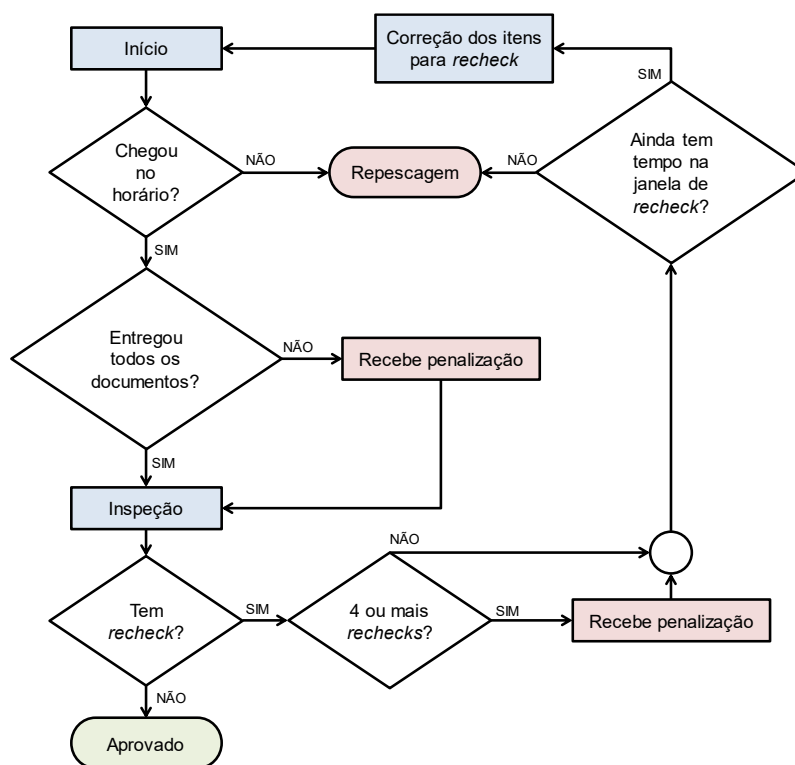 Início
Correção dos itens
para recheck
SIM
Chegou
no
horário?
NÃO
Repescagem
NÃO
Ainda tem
tempo na
janela de
recheck?
SIM
Entregou
todos os
documentos?
NÃO
Recebe penalização
SIM
Inspeção
NÃO
Tem
recheck?
SIM
4 ou mais
rechecks?
SIM
Recebe penalização
NÃO
Aprovado